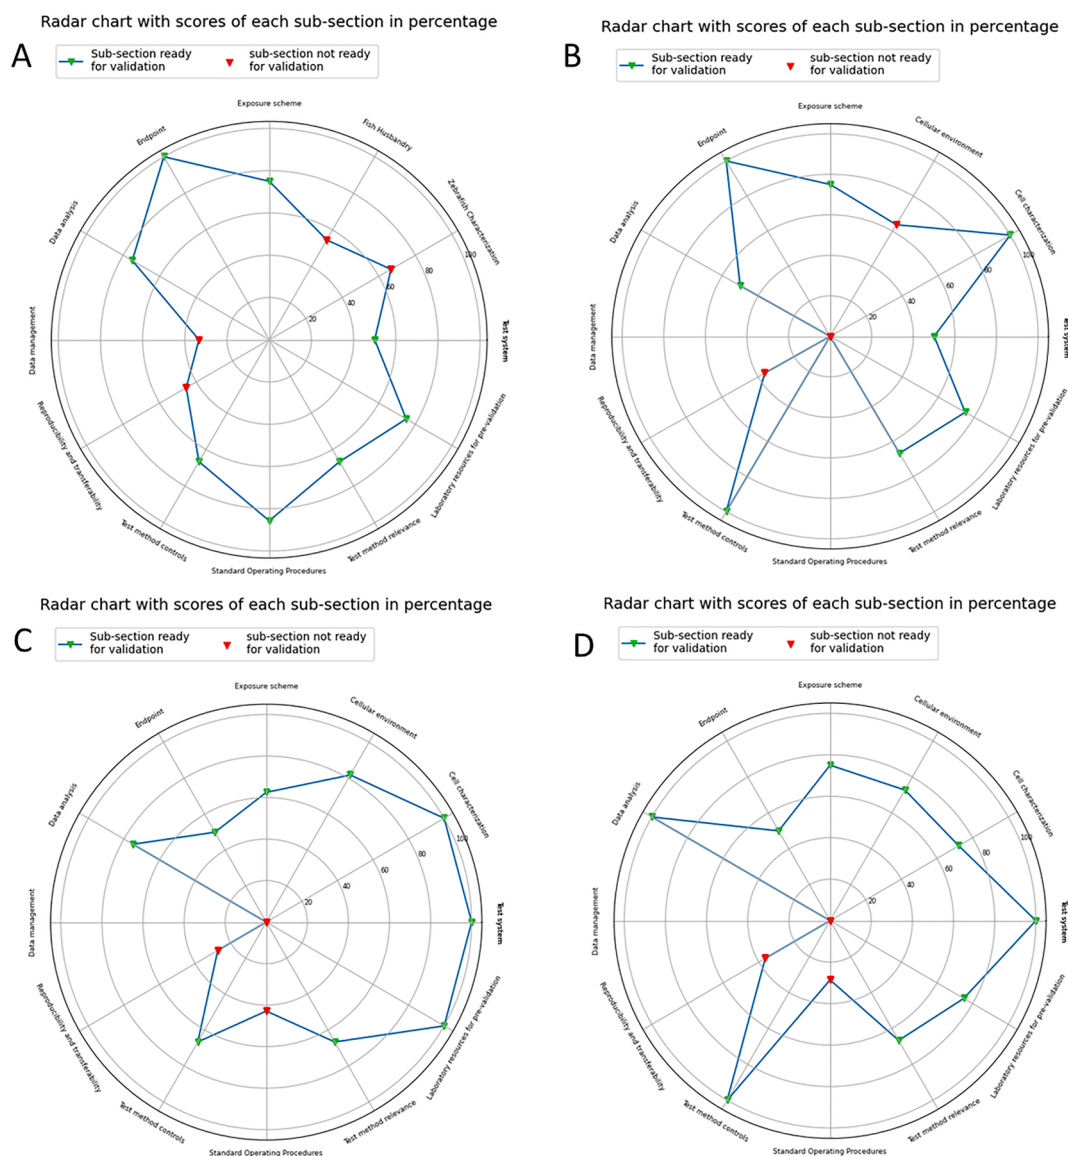 Radar chart with scores of each sub-section in percentage
A
Sub-section ready
for validation
sub-section not ready
for validation
Exposure scheme
Endpoint
Fish Husbandry
Data analysis
Zebrafish Characterization
100
80
60
40
20
Data management
Test system
Reproducibility and transferability
Laboratory resources for pre-validation
Test method controls
Test method relevance
Standard Operating Procedures
Radar chart with scores of each sub-section in percentage
B
Sub-section ready
for validation
sub-section not ready
for validation
Exposure scheme
Endpoint
Cellular environment
Data analysis
Cell characterization
100
80
60
40
20
Data management
Test system
Reproducibility and transferability
Laboratory resources for pre-validation
Test method controls
Test method relevance
Standard Operating Procedures
Radar chart with scores of each sub-section in percentage
C
Sub-section ready
for validation
sub-section not ready
for validation
Exposure scheme
Endpoint
Cellular environment
Data analysis
Cell characterization
100
80
60
40
20
Data management
Test system
Reproducibility and transferability
Laboratory resources for pre-validation
Test method controls
Test method relevance
Standard Operating Procedures
Radar chart with scores of each sub-section in percentage
D
Sub-section ready
for validation
sub-section not ready
for validation
Exposure scheme
Endpoint
Cellular environment
Data analysis
Cell characterization
100
80
60
40
20
Data management
Test system
Reproducibility and transferability
Laboratory resources for pre-validation
Test method controls
Test method relevance
Standard Operating Procedures